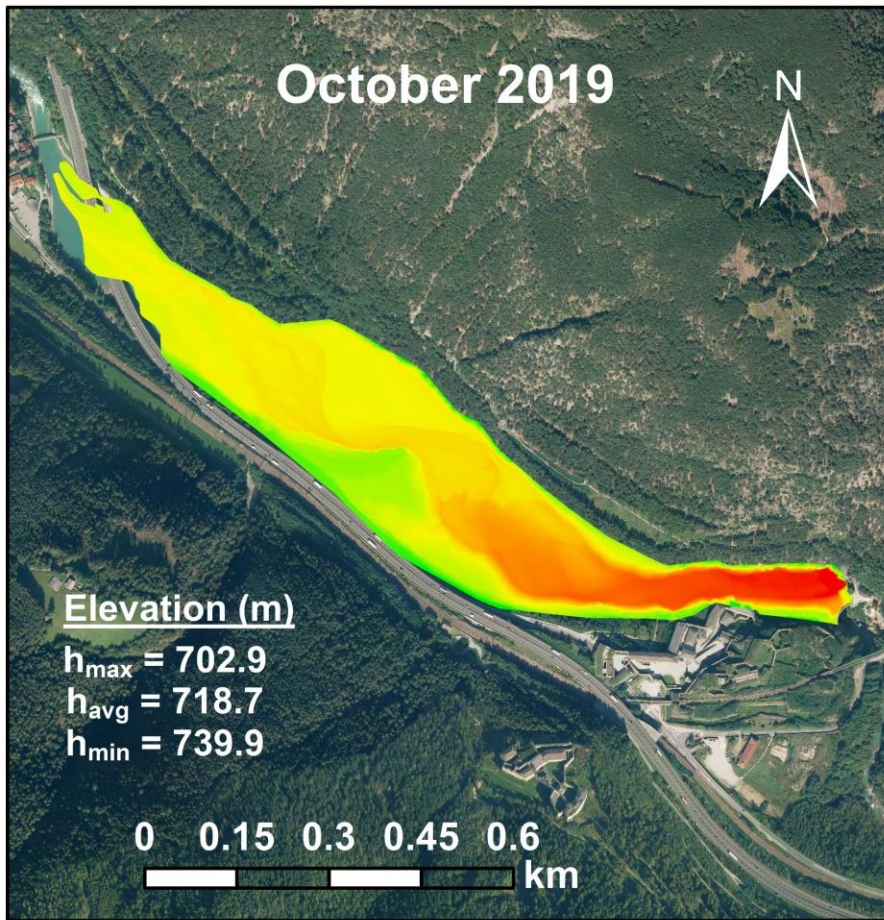 October 2019
N
Elevation (m)
hmax = 702.9
havg = 718.7
hmin = 739.9
0 0.15 0.3 0.45 0.6
km